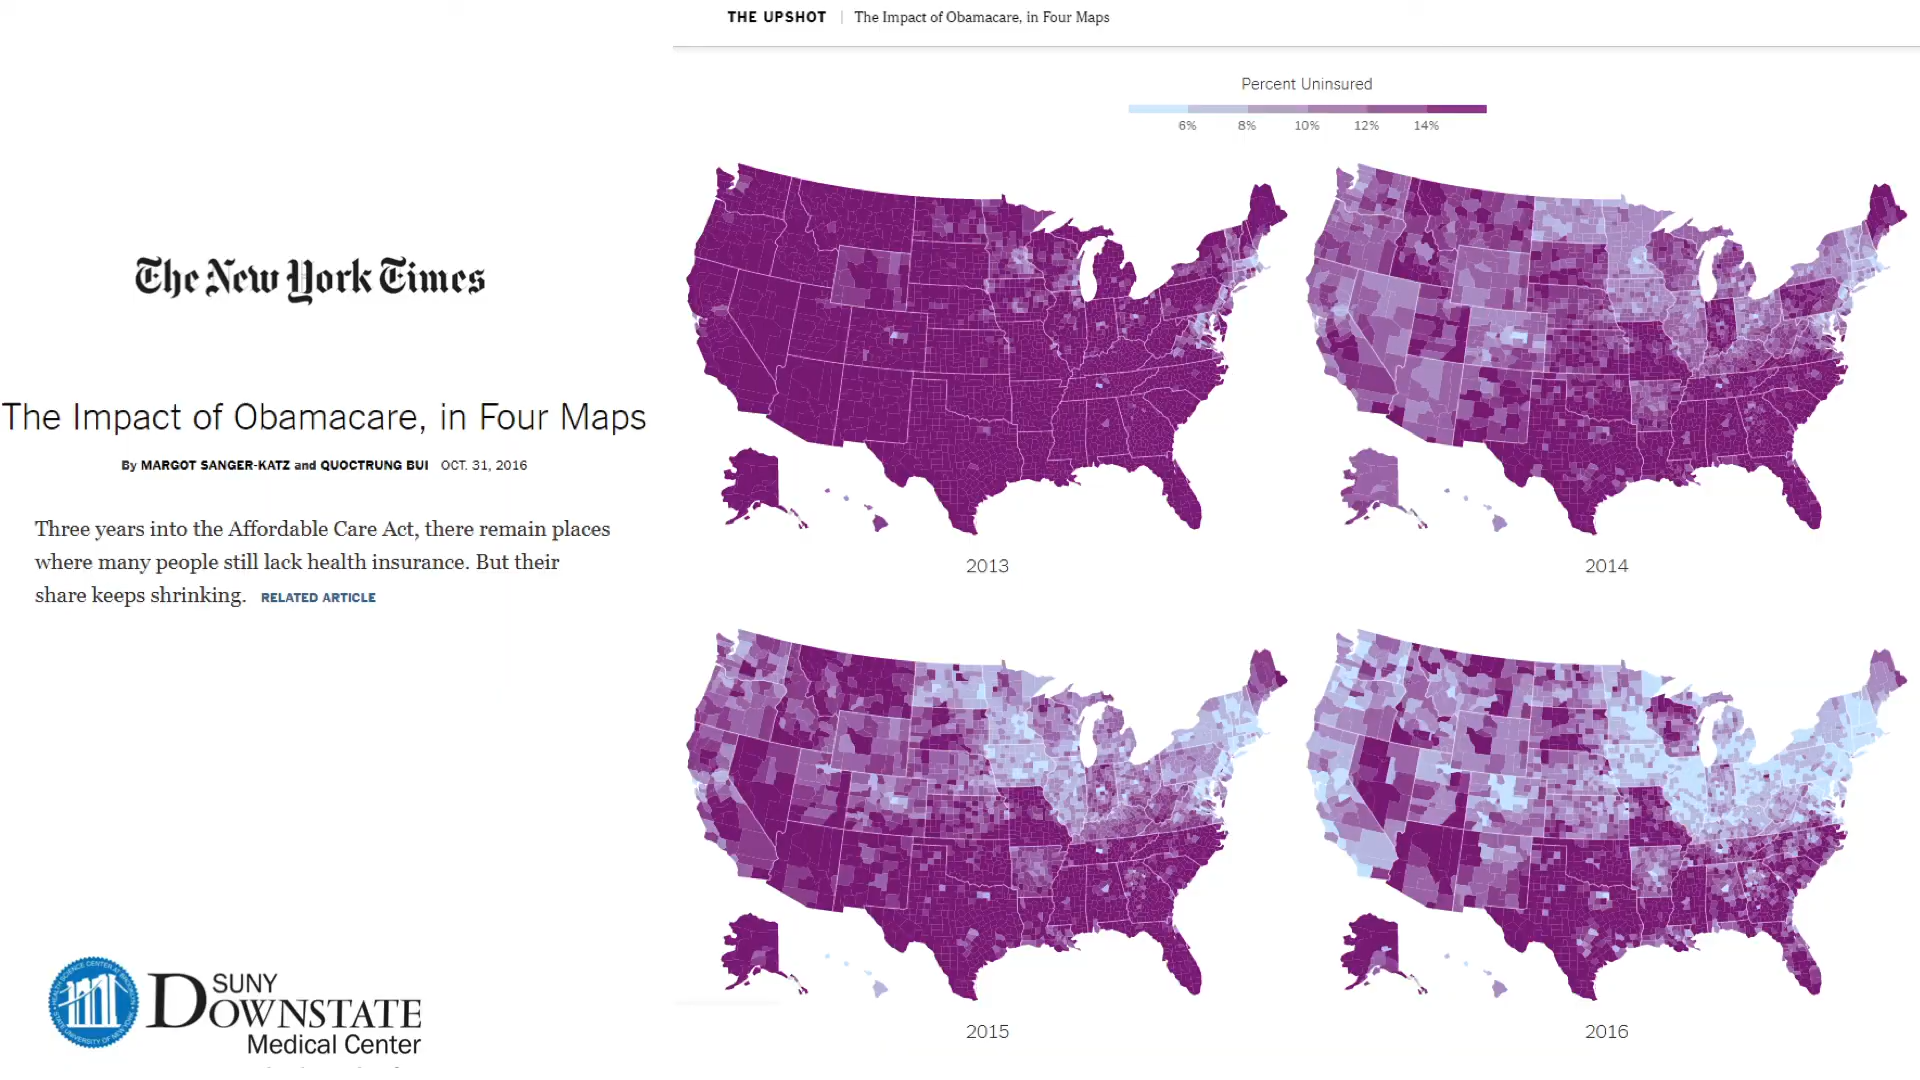 THE UPSHOT | The Impact of Obamacare, in Four Maps
Percent Uninsured
6% 8% 10% 12% 14%
The New York Times
The Impact of Obamacare, in Four Maps
By MARGOT SANGER-KATZ and QUOCTRUNG BUI OCT. 31, 2016
Three years into the Affordable Care Act, there remain places
where many people still lack health insurance. But their
share keeps shrinking. RELATED ARTICLE
2013
2014
2015
2016
SUNY
DOWNSTATE
Medical Center